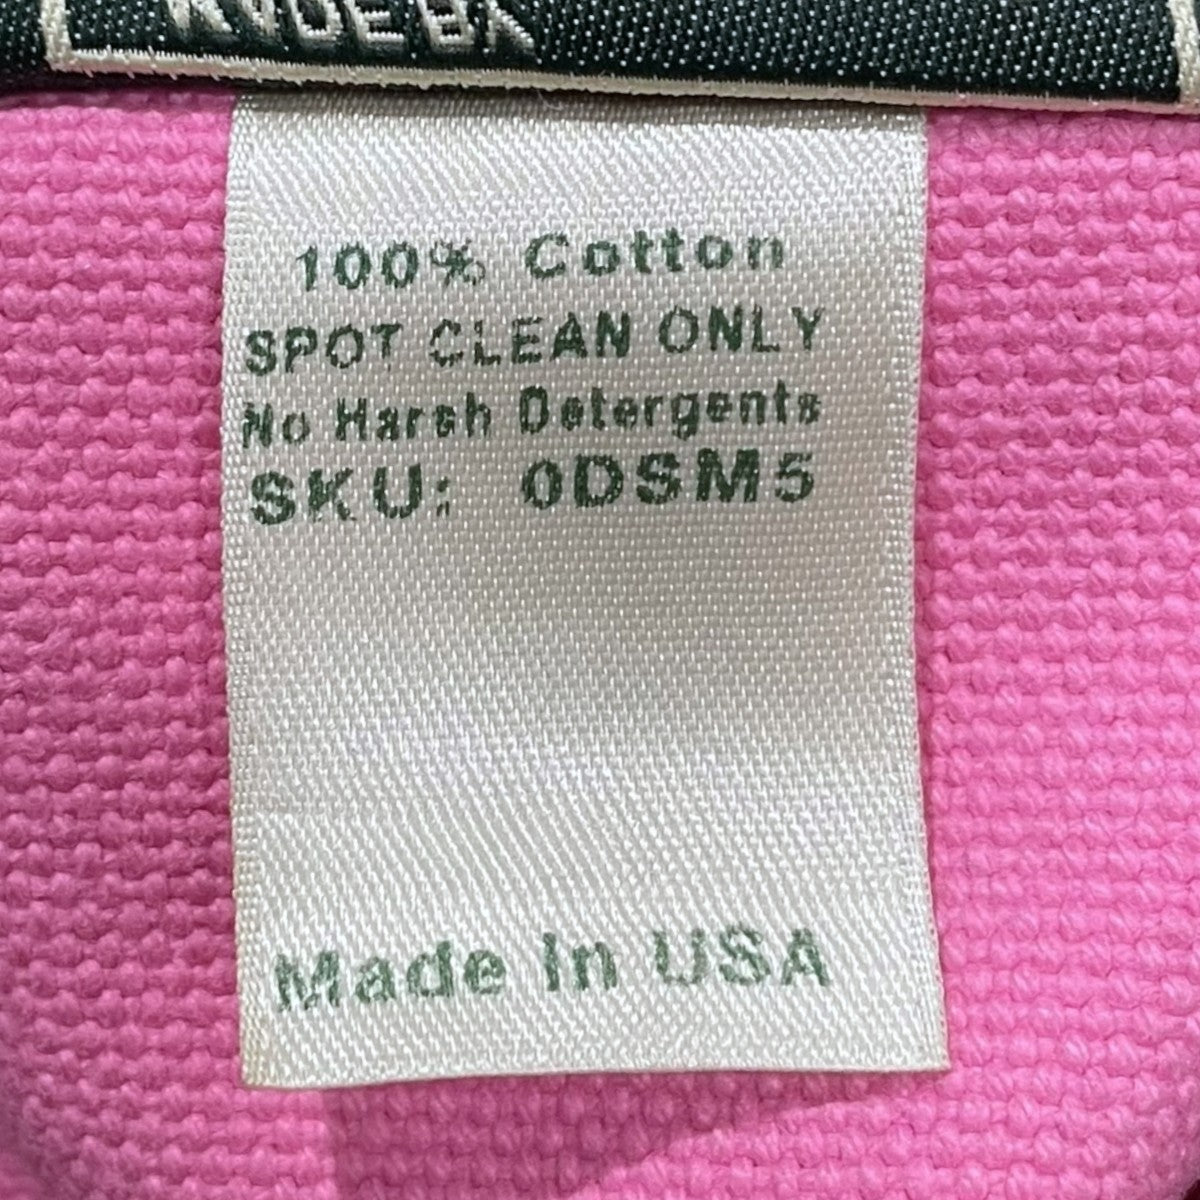 100% Cotton
SPOT CLEAN ONLY
No Harsh Detergents
SKU: 0DSM5
Made In USA